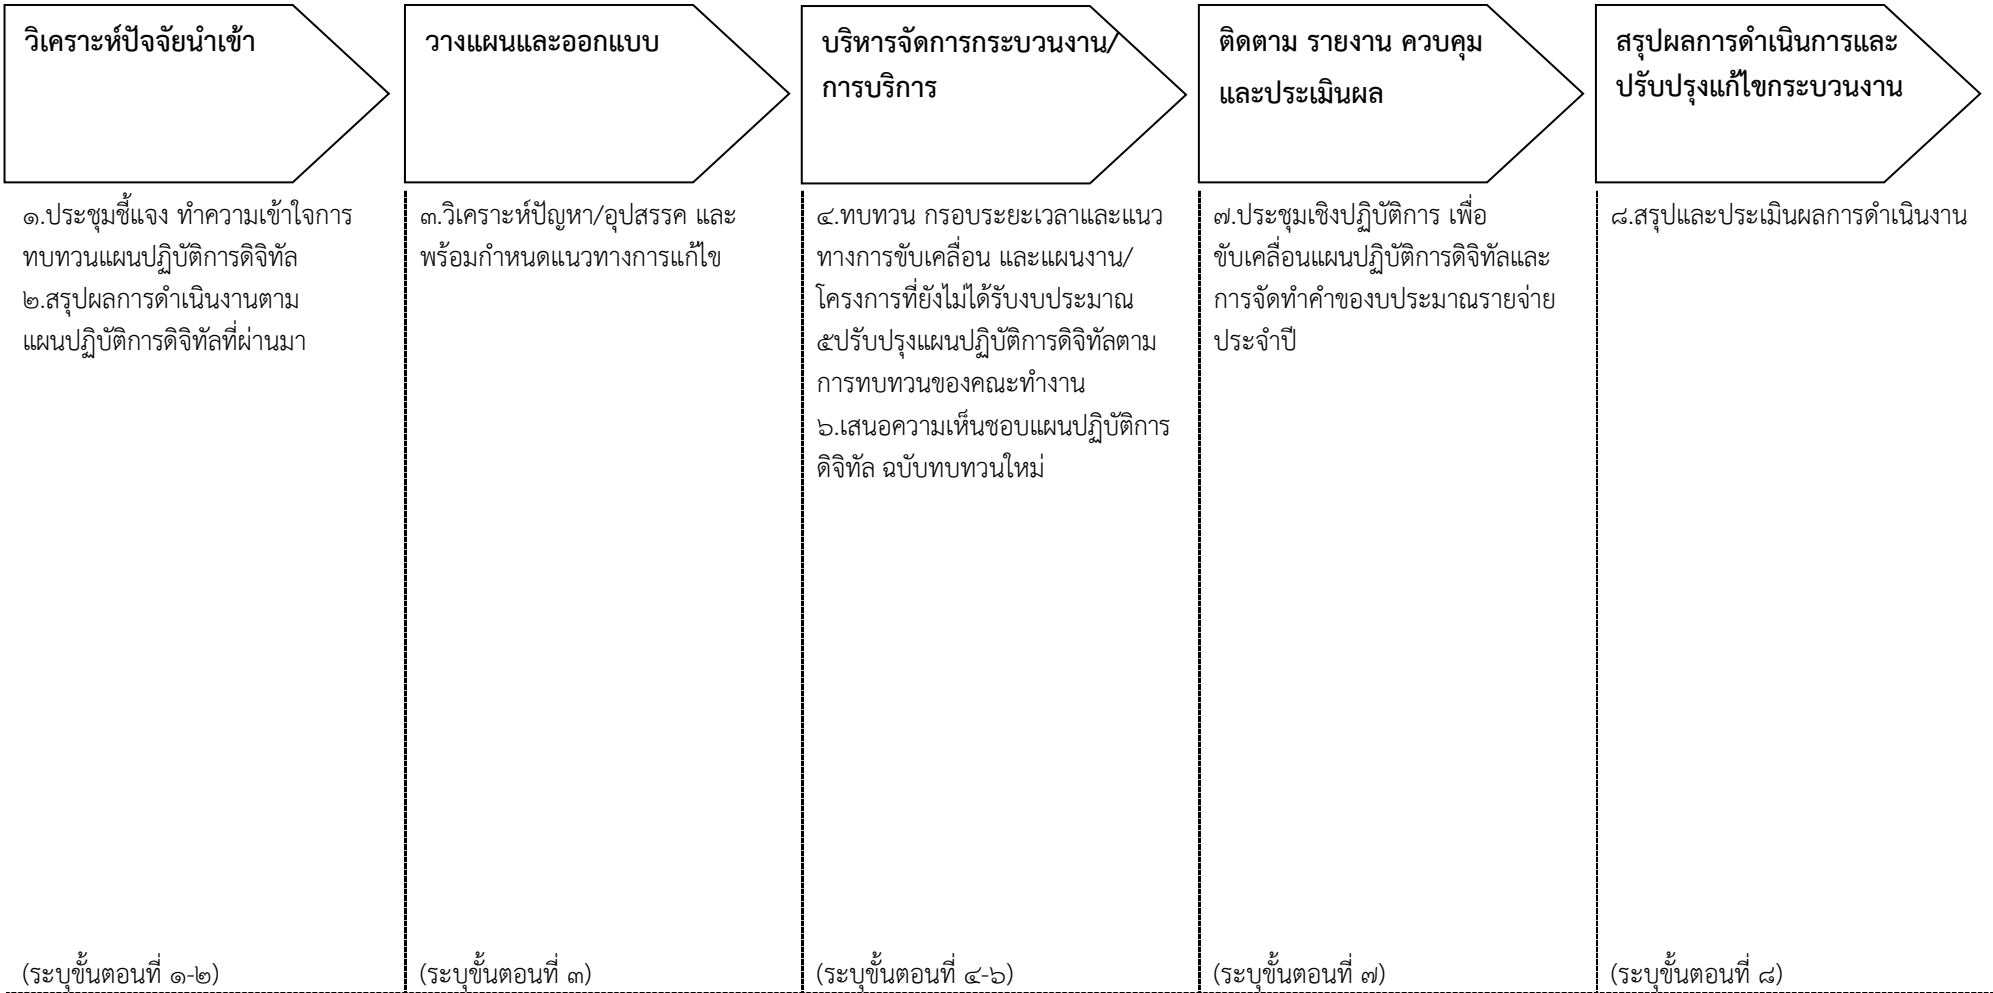 วิเคราะห์ปัจจัยนำเข้า
๑.ประชุมชี้แจง ทำความเข้าใจการ
ทบทวนแผนปฏิบัติการดิจิทัล
๒.สรุปผลการดำเนินงานตาม
แผนปฏิบัติการดิจิทัลที่ผ่านมา
(ระบุขั้นตอนที่ ๑-๒)
วางแผนและออกแบบ
๓.วิเคราะห์ปัญหา/อุปสรรค และ
พร้อมกำหนดแนวทางการแก้ไข
(ระบุขั้นตอนที่ ๓)
บริหารจัดการกระบวนงาน/
การบริการ
๔.ทบทวน กรอบระยะเวลาและแนว
ทางการขับเคลื่อน และแผนงาน/
โครงการที่ยังไม่ได้รับงบประมาณ
๕ปรับปรุงแผนปฏิบัติการดิจิทัลตาม
การทบทวนของคณะทำงาน
๖.เสนอความเห็นชอบแผนปฏิบัติการ
ดิจิทัล ฉบับทบทวนใหม่
(ระบุขั้นตอนที่ ๔-๖)
ติดตาม รายงาน ควบคุม
และประเมินผล
๗.ประชุมเชิงปฏิบัติการ เพื่อ
ขับเคลื่อนแผนปฏิบัติการดิจิทัลและ
การจัดทำคำของบประมาณรายจ่าย
ประจำปี
(ระบุขั้นตอนที่ ๗)
สรุปผลการดำเนินการและ
ปรับปรุงแก้ไขกระบวนงาน
๘.สรุปและประเมินผลการดำเนินงาน
(ระบุขั้นตอนที่ ๘)